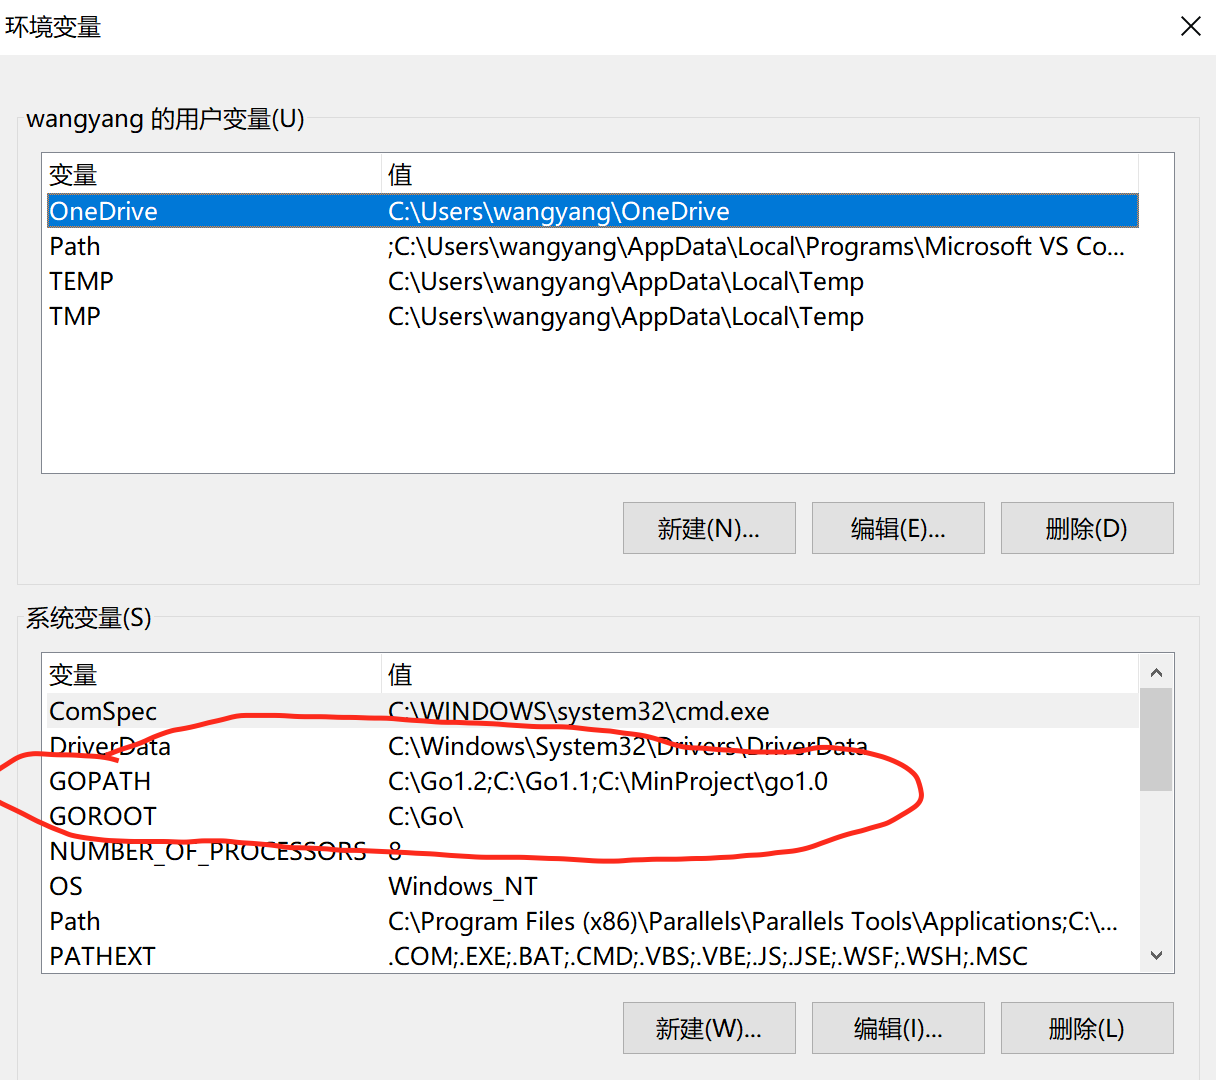 环境变量
wangyang 的用户变量(U)
变量 值
OneDrive C:\Users\wangyang\OneDrive
Path ;C:\Users\wangyang\AppData\Local\Programs\Microsoft VS Co...
TEMP C:\Users\wangyang\AppData\Local\Temp
TMP C:\Users\wangyang\AppData\Local\Temp
新建(N)... 编辑(E)... 删除(D)
系统变量(S)
变量 值
ComSpec C:\WINDOWS\system32\cmd.exe
DriverData C:\Windows\System32\Drivers\DriverData
GOPATH C:\Go1.2;C:\Go1.1;C:\MinProject\go1.0
GOROOT C:\Go\
NUMBER_OF_PROCESSORS 8
OS Windows_NT
Path C:\Program Files (x86)\Parallels\Parallels Tools\Applications;C:\...
PATHEXT .COM;.EXE;.BAT;.CMD;.VBS;.VBE;.JS;.JSE;.WSF;.WSH;.MSC
新建(W)... 编辑(I)... 删除(L)